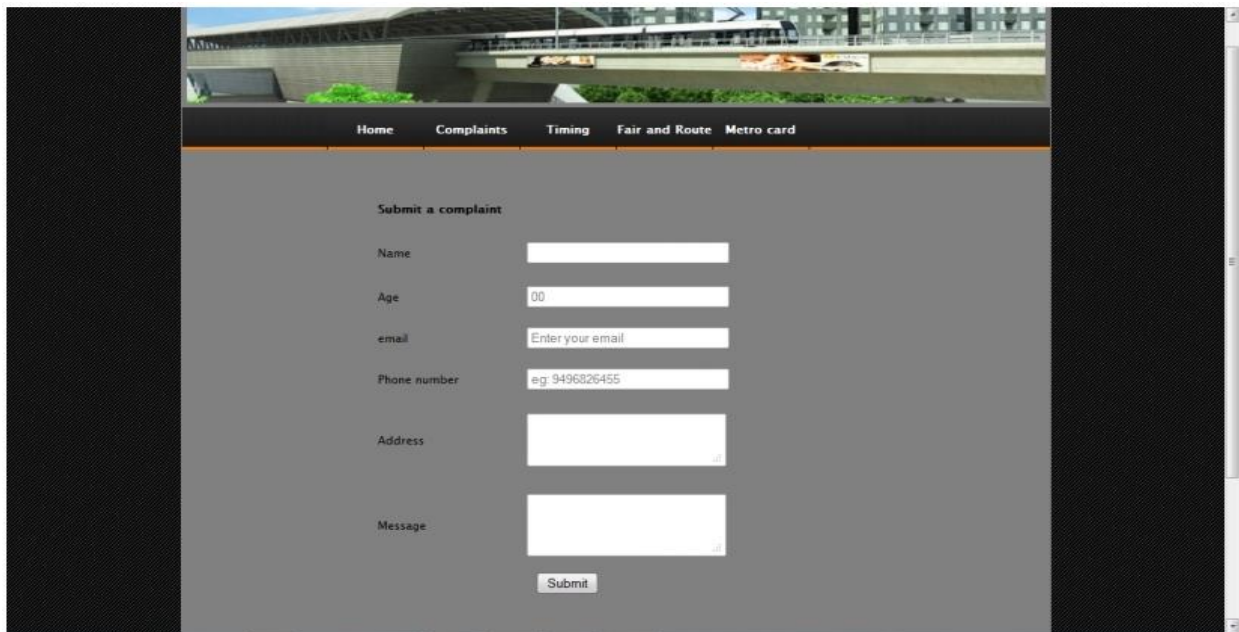 Home Complaints Timing Fair and Route Metro card
Submit a complaint
Name
Age 00
email Enter your email
Phone number eg: 9496826455
Address
Message
Submit